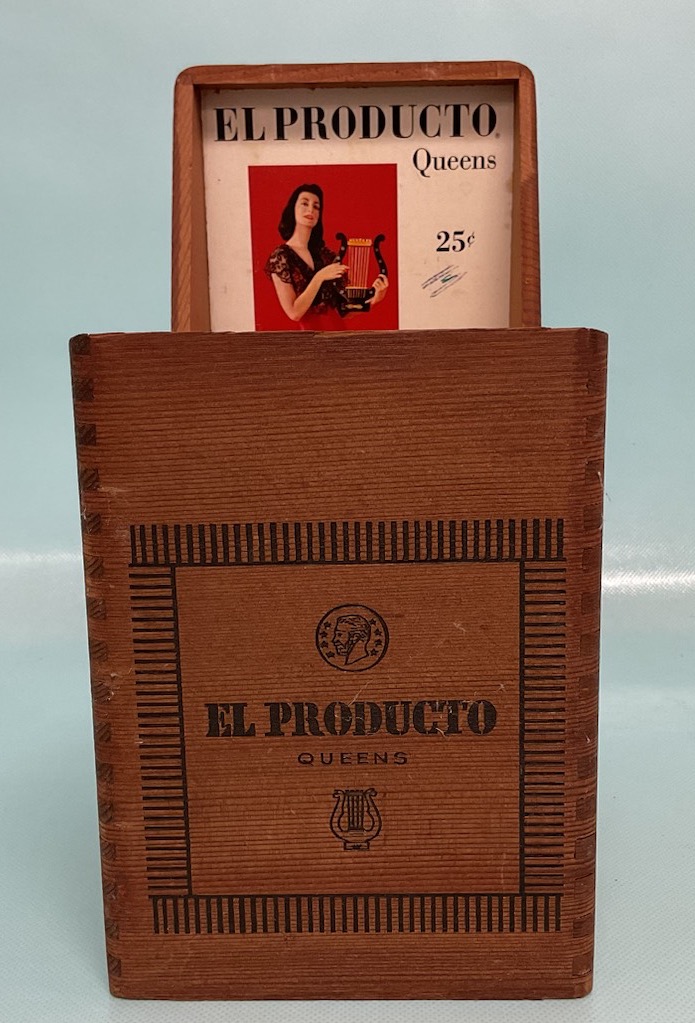 EL PRODUCTO
Queens
25¢
EL PRODUCTO
QUEENS